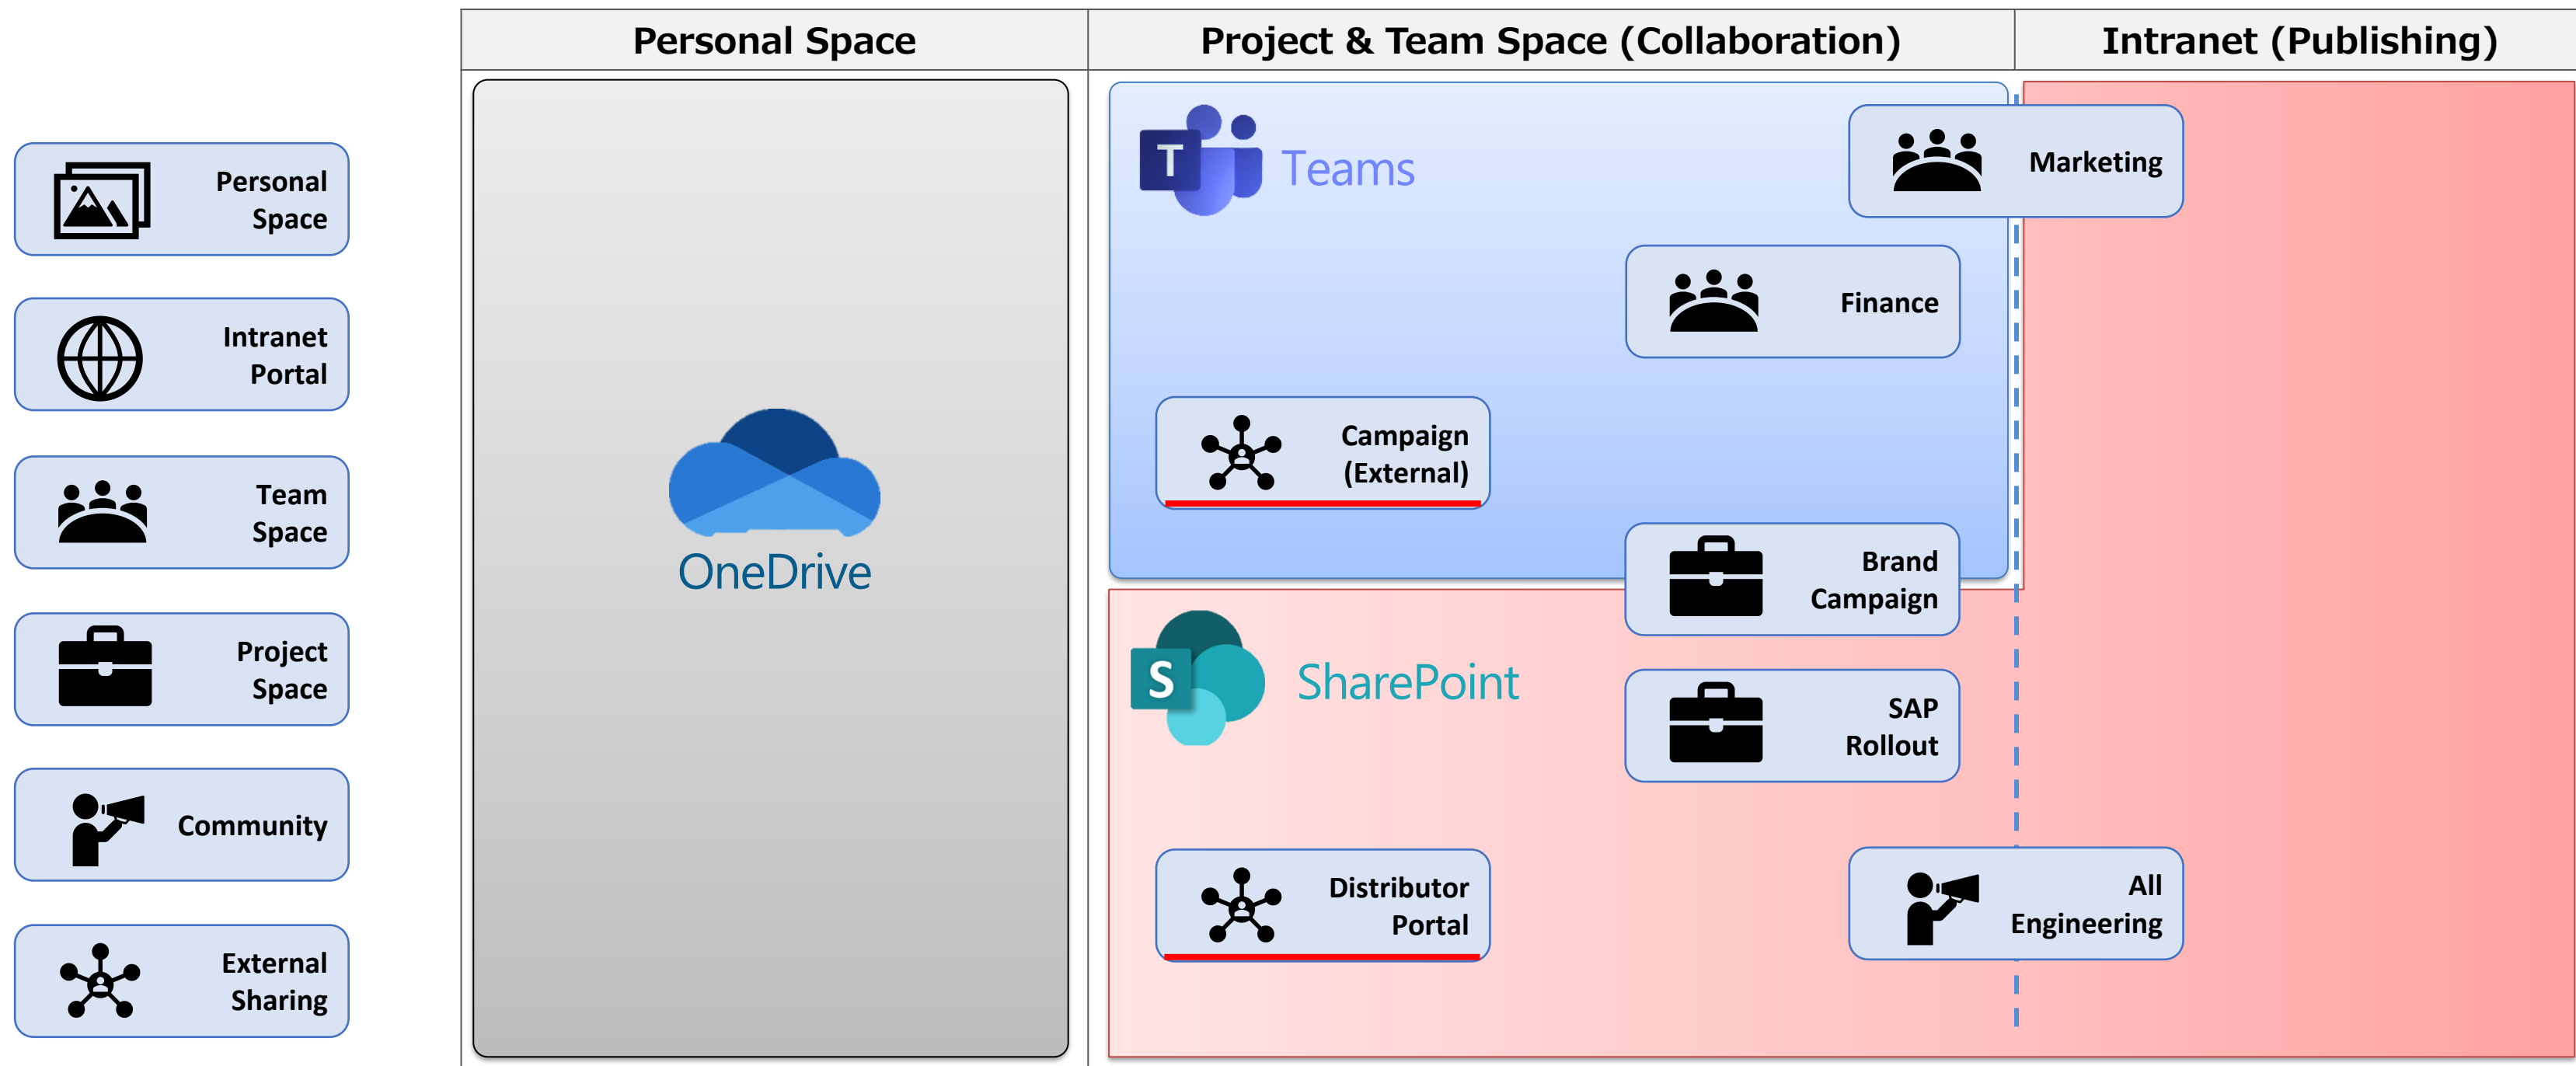 Personal Space
Project & Team Space (Collaboration)
Intranet (Publishing)
Personal
Space
Intranet
Portal
Team
Space
Project
Space
Community
External
Sharing
OneDrive
T
Teams
Marketing
Finance
Campaign
(External)
Brand
Campaign
S
SharePoint
SAP
Rollout
Distributor
Portal
All
Engineering